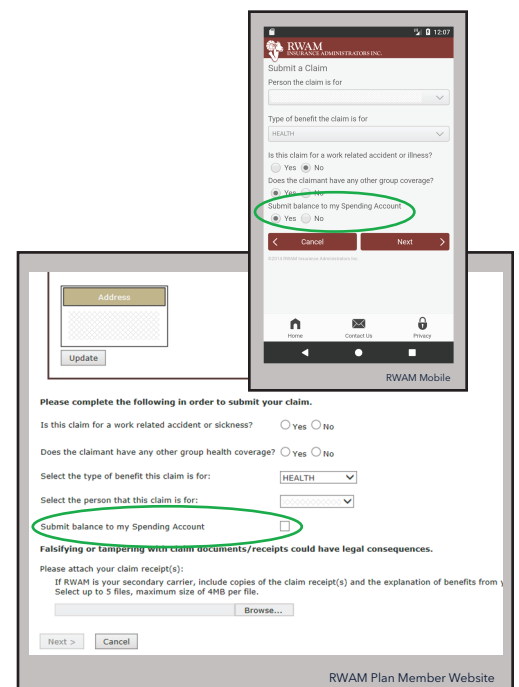 12:07
RWAM
INSURANCE ADMINISTRATORS INC.
Submit a Claim
Person the claim is for
Type of benefit the claim is for
HEALTH
Is this claim for a work related accident or illness?
Yes No
Does the claimant have any other group coverage?
Yes No
Submit balance to my Spending Account
Yes No
Cancel Next
©2014 RWAM Insurance Administrators Inc.
Home Contact Us Privacy
RWAM Mobile
Address
Update
Please complete the following in order to submit your claim.
Is this claim for a work related accident or sickness? Yes No
Does the claimant have any other group health coverage? Yes No
Select the type of benefit this claim is for: HEALTH
Select the person that this claim is for:
Submit balance to my Spending Account
Falsifying or tampering with claim documents/receipts could have legal consequences.
Please attach your claim receipt(s):
If RWAM is your secondary carrier, include copies of the claim receipt(s) and the explanation of benefits from y
Select up to 5 files, maximum size of 4MB per file.
Browse...
Next > Cancel
RWAM Plan Member Website